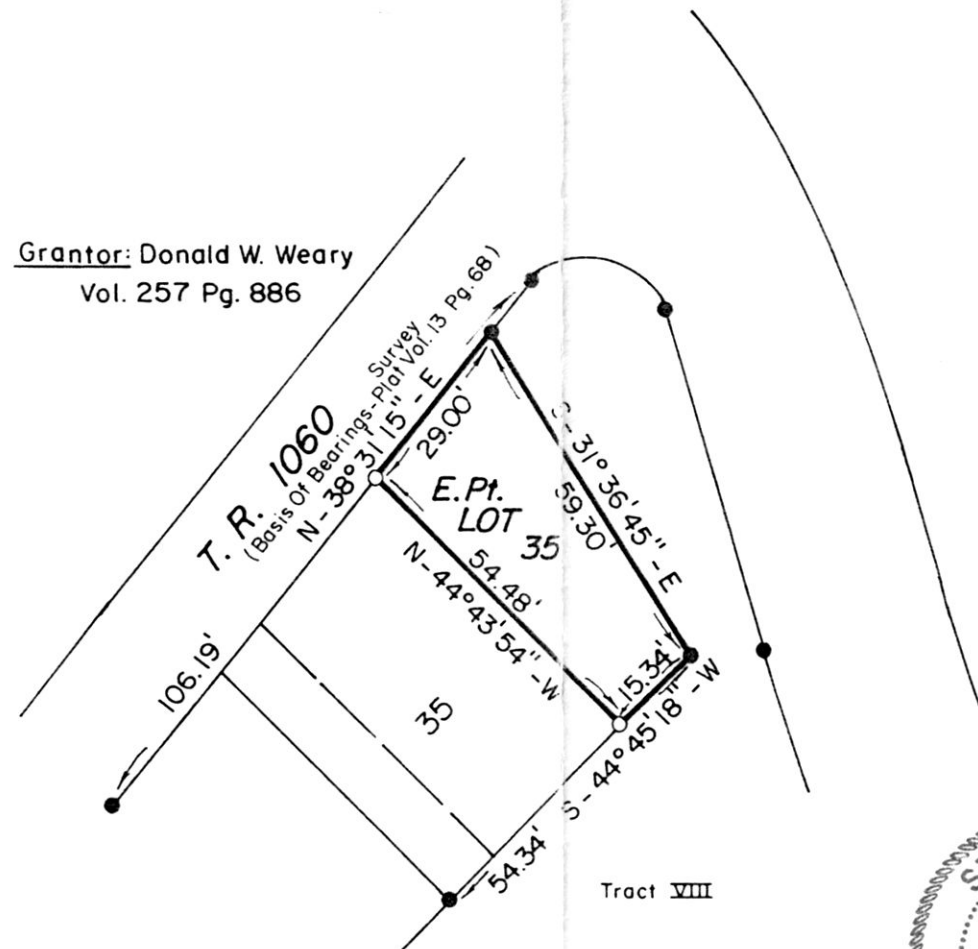 Grantor: Donald W. Weary
Vol. 257 Pg. 886
T. R. 1060
(Basis Of Bearings-Plat Vol. 13 Pg. 68)
Survey
N - 38° 31' 15" - E
29.00'
S - 31° 36' 45" - E
59.30'
E. Pt.
LOT
35
54.48'
N - 44° 43' 54" - W
15.34'
S - 44° 45' 18" - W
106.19'
35
54.34'
Tract VIII